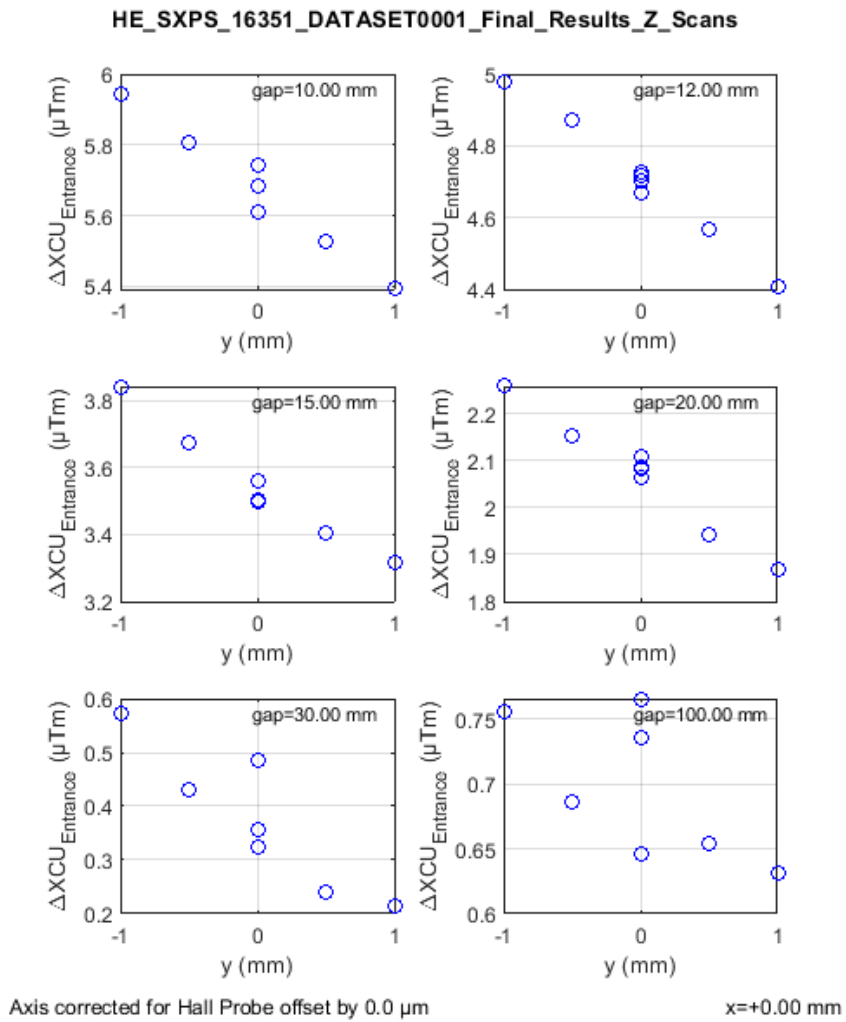 HE_SXPS_16351_DATASET0001_Final_Results_Z_Scans
gap=10.00 mm
ΔXCU_Entrance (µTm)
6
5.8
5.6
5.4
-1 0 1
y (mm)
gap=12.00 mm
ΔXCU_Entrance (µTm)
5
4.8
4.6
4.4
-1 0 1
y (mm)
gap=15.00 mm
ΔXCU_Entrance (µTm)
3.8
3.6
3.4
3.2
-1 0 1
y (mm)
gap=20.00 mm
ΔXCU_Entrance (µTm)
2.2
2.1
2
1.9
1.8
-1 0 1
y (mm)
gap=30.00 mm
ΔXCU_Entrance (µTm)
0.6
0.5
0.4
0.3
0.2
-1 0 1
y (mm)
gap=100.00 mm
ΔXCU_Entrance (µTm)
0.75
0.7
0.65
0.6
-1 0 1
y (mm)
Axis corrected for Hall Probe offset by 0.0 µm
x=+0.00 mm